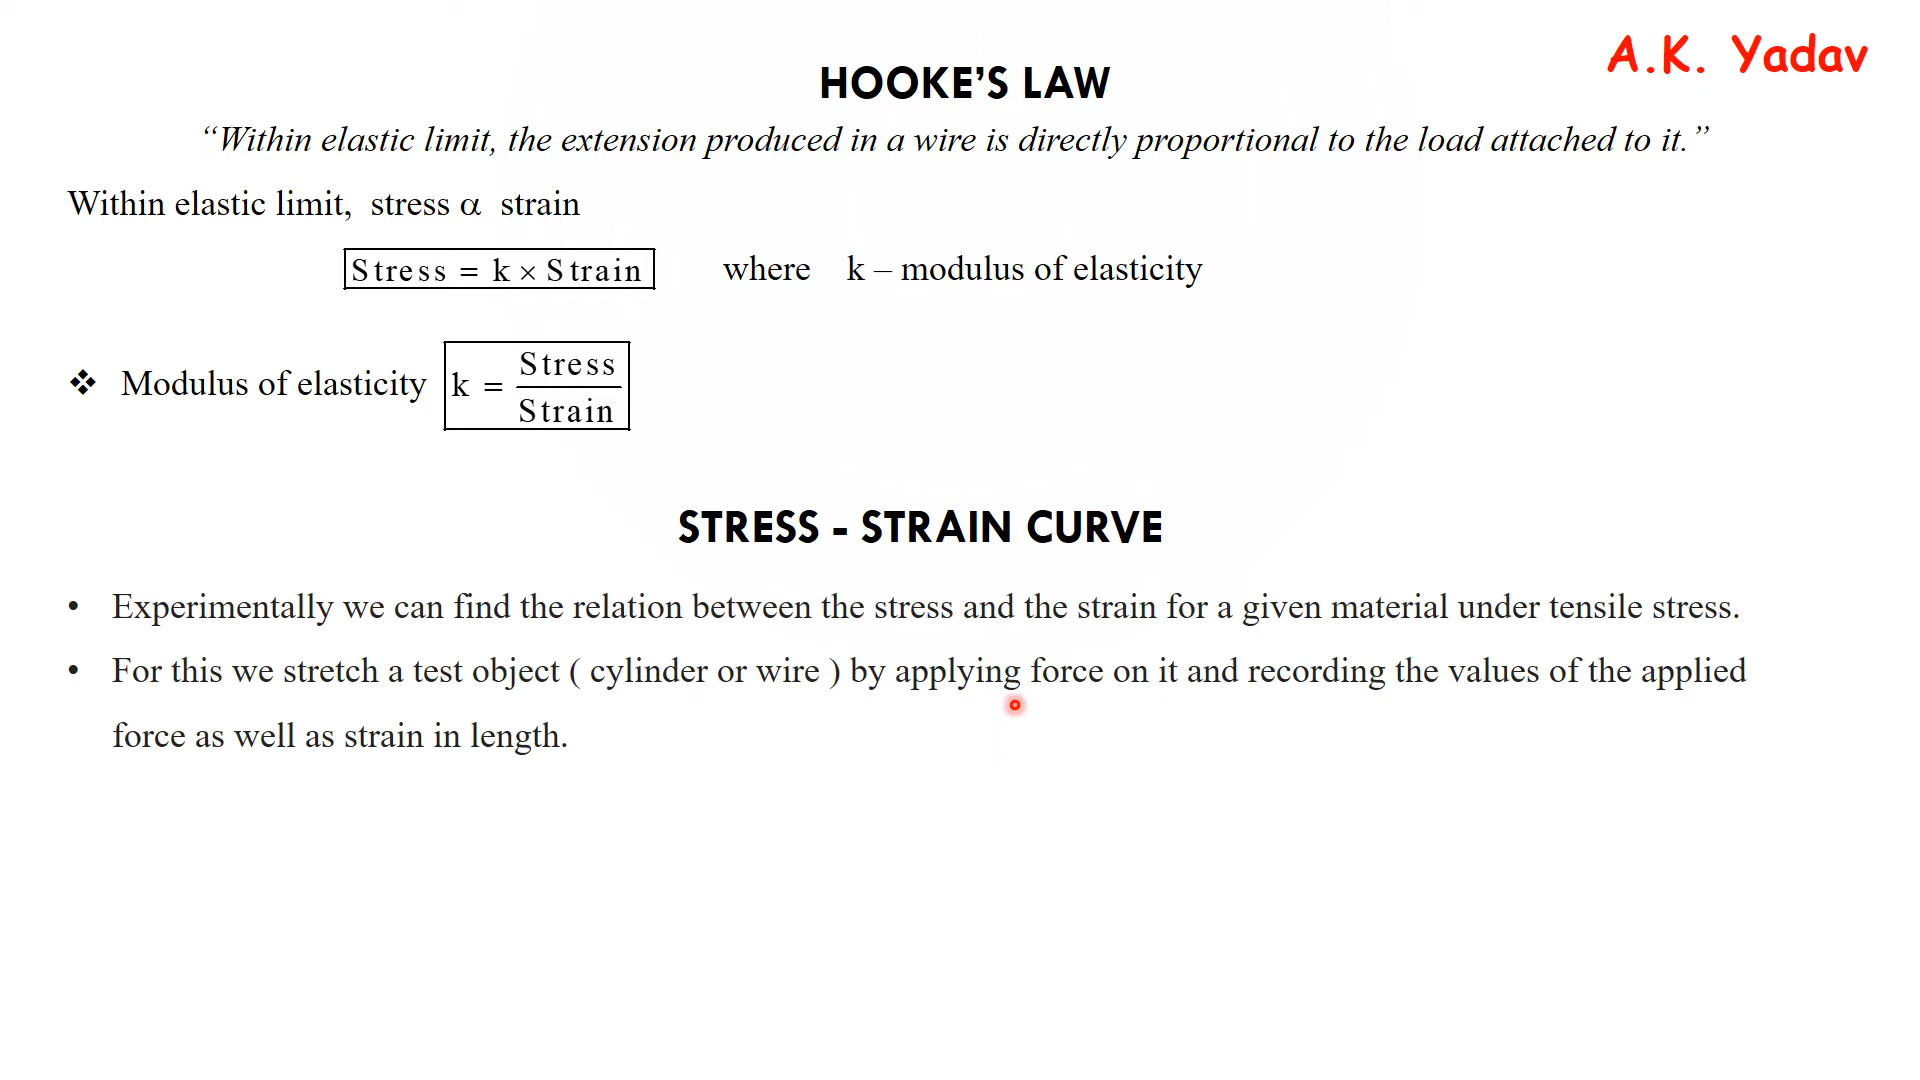 A.K. Yadav
HOOKE’S LAW
“Within elastic limit, the extension produced in a wire is directly proportional to the load attached to it.”
Within elastic limit, stress α strain
Stress = k × Strain where k – modulus of elasticity
❖ Modulus of elasticity k = Stress / Strain
STRESS - STRAIN CURVE
• Experimentally we can find the relation between the stress and the strain for a given material under tensile stress.
• For this we stretch a test object ( cylinder or wire ) by applying force on it and recording the values of the applied
force as well as strain in length.